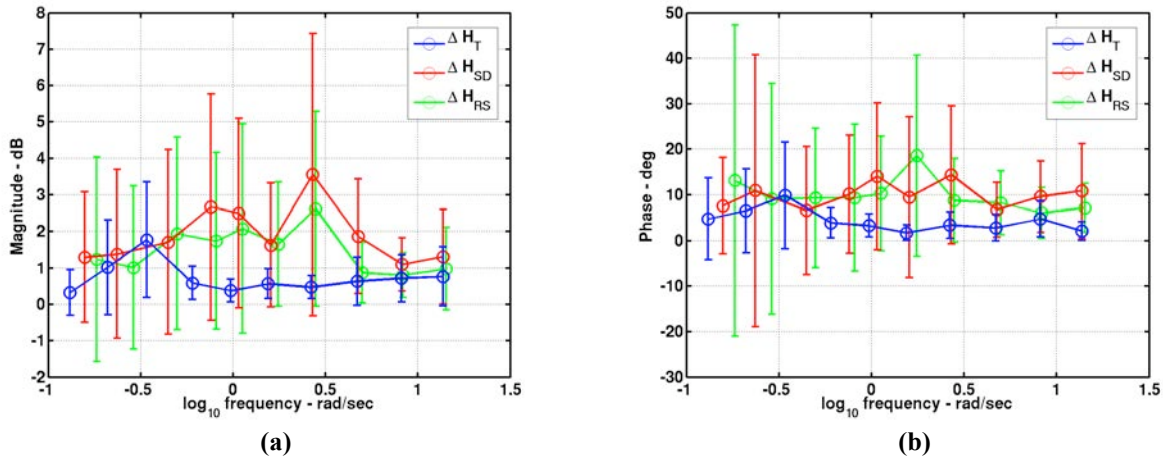 8
7
6
5
4
3
2
1
0
-1
-2
Magnitude - dB
-1
-0.5
0
0.5
1
1.5
log10 frequency - rad/sec
Δ HT
Δ HSD
Δ HRS
(a)
50
40
30
20
10
0
-10
-20
-30
Phase - deg
-1
-0.5
0
0.5
1
1.5
log10 frequency - rad/sec
Δ HT
Δ HSD
Δ HRS
(b)